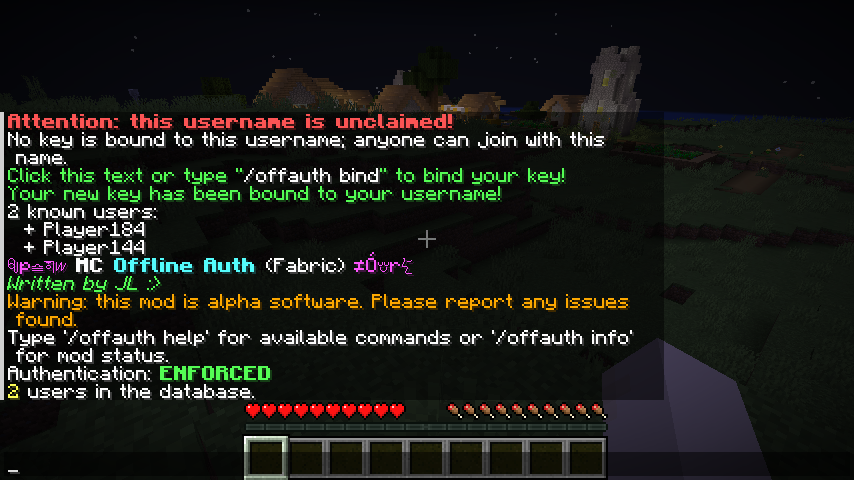 Attention: this username is unclaimed!
No key is bound to this username; anyone can join with this
name.
Click this text or type "/offauth bind" to bind your key!
Your new key has been bound to your username!
2 known users:
+ Player184
+ Player144
MC Offline Auth (Fabric)
Written by JL :>
Warning: this mod is alpha software. Please report any issues
found.
Type '/offauth help' for available commands or '/offauth info'
for mod status.
Authentication: ENFORCED
2 users in the database.
_